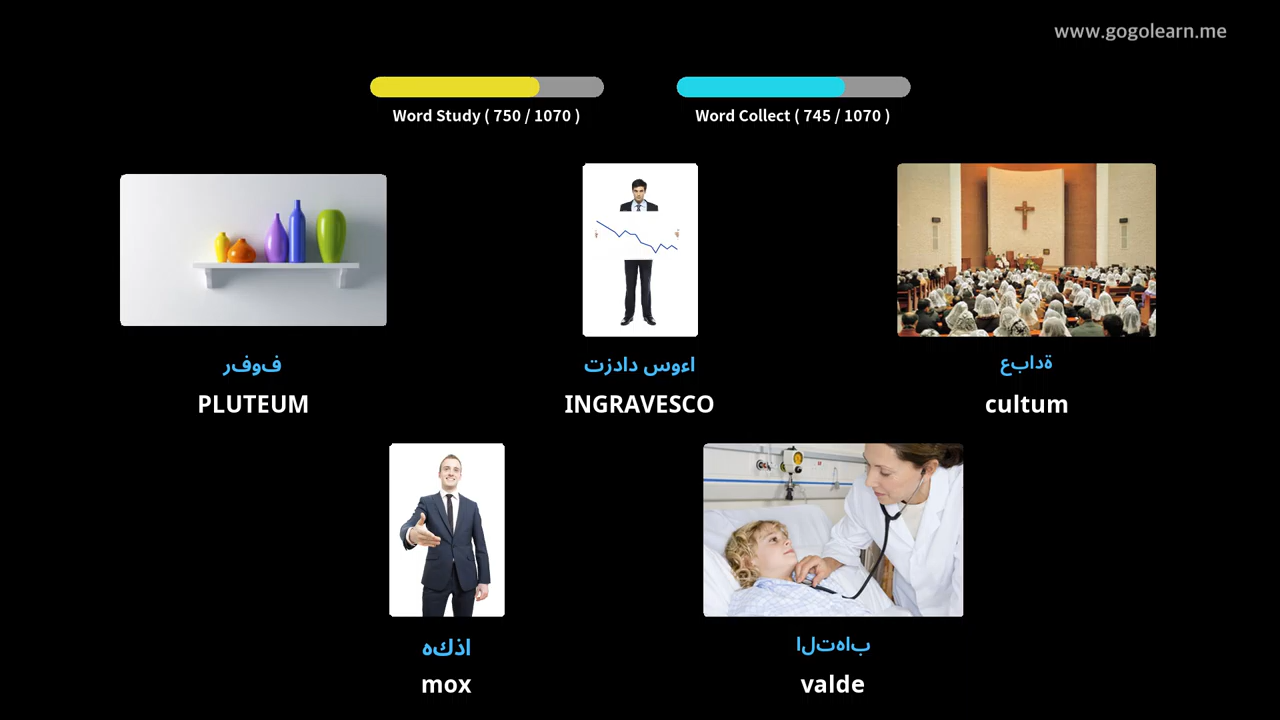 www.gogolearn.me
Word Study ( 750 / 1070 )
Word Collect ( 745 / 1070 )
فوفر
اءوس دادزت
ةدابع
PLUTEUM
INGRAVESCO
cultum
اذكه
باهتلا
mox
valde